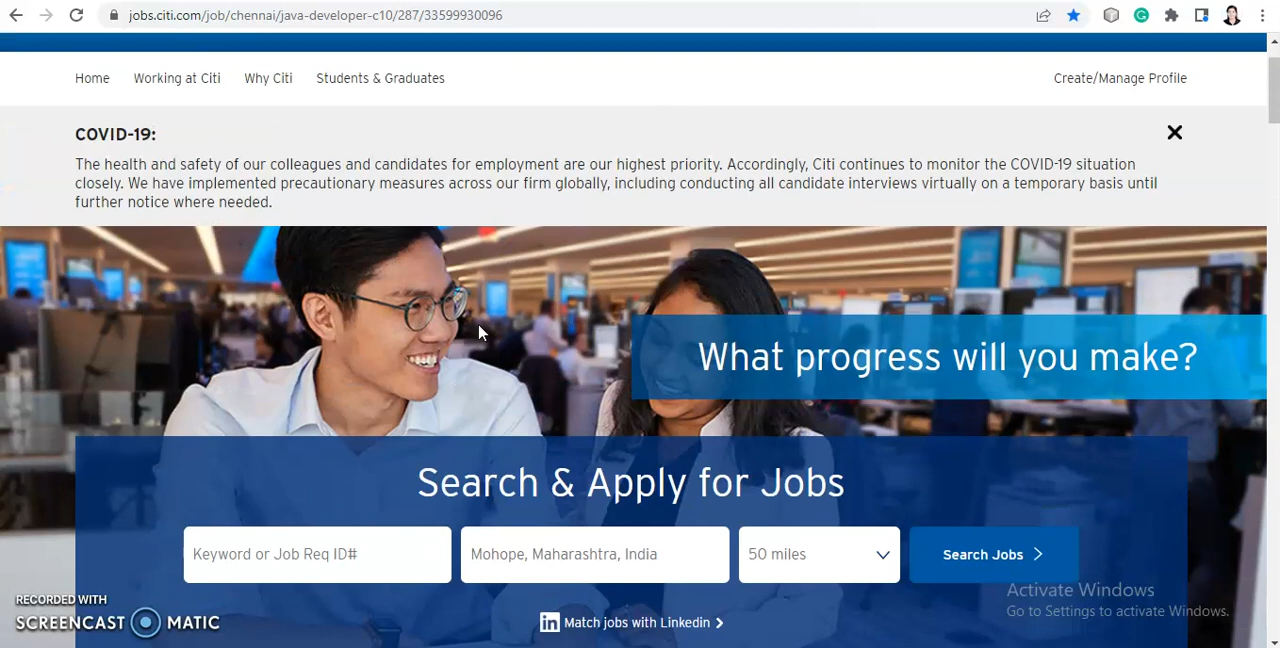 jobs.citi.com/job/chennai/java-developer-c10/287/33599930096
Home Working at Citi Why Citi Students & Graduates Create/Manage Profile
COVID-19:
The health and safety of our colleagues and candidates for employment are our highest priority. Accordingly, Citi continues to monitor the COVID-19 situation
closely. We have implemented precautionary measures across our firm globally, including conducting all candidate interviews virtually on a temporary basis until
further notice where needed.
What progress will you make?
Search & Apply for Jobs
Keyword or Job Req ID# Mohope, Maharashtra, India 50 miles Search Jobs
Activate Windows
Go to Settings to activate Windows.
RECORDED WITH
SCREENCAST MATIC
in Match jobs with Linkedin